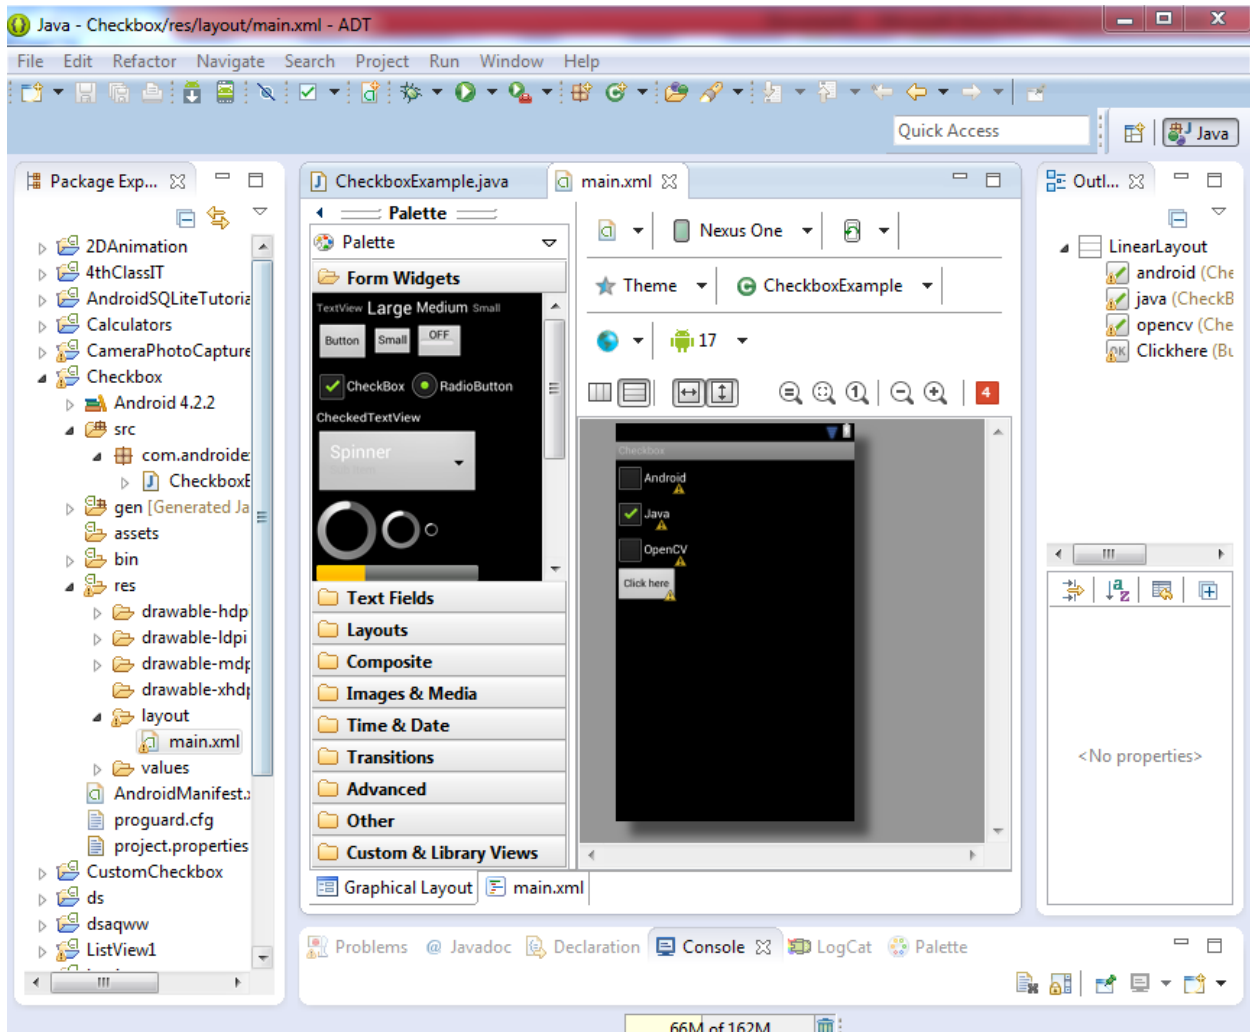 Java - Checkbox/res/layout/main.xml - ADT
File Edit Refactor Navigate Search Project Run Window Help
Quick Access
Java
Package Exp...
2DAnimation
4thClassIT
AndroidSQLiteTutoria
Calculators
CameraPhotoCapture
Checkbox
Android 4.2.2
src
com.androide
CheckboxE
gen [Generated Ja
assets
bin
res
drawable-hdp
drawable-ldpi
drawable-mdp
drawable-xhdp
layout
main.xml
values
AndroidManifest.x
proguard.cfg
project.properties
CustomCheckbox
ds
dsaqww
ListView1
CheckboxExample.java
main.xml
Palette
Palette
Form Widgets
TextView Large Medium Small
Button Small OFF
CheckBox RadioButton
CheckedTextView
Spinner
Sub Item
Text Fields
Layouts
Composite
Images & Media
Time & Date
Transitions
Advanced
Other
Custom & Library Views
Nexus One
Theme CheckboxExample
17
1 4
Checkbox
Android
Java
OpenCV
Click here
Graphical Layout main.xml
Outl...
LinearLayout
android (Che
java (CheckB
opencv (Che
OK Clickhere (Bu
<No properties>
Problems @ Javadoc Declaration Console LogCat Palette
66M of 162M